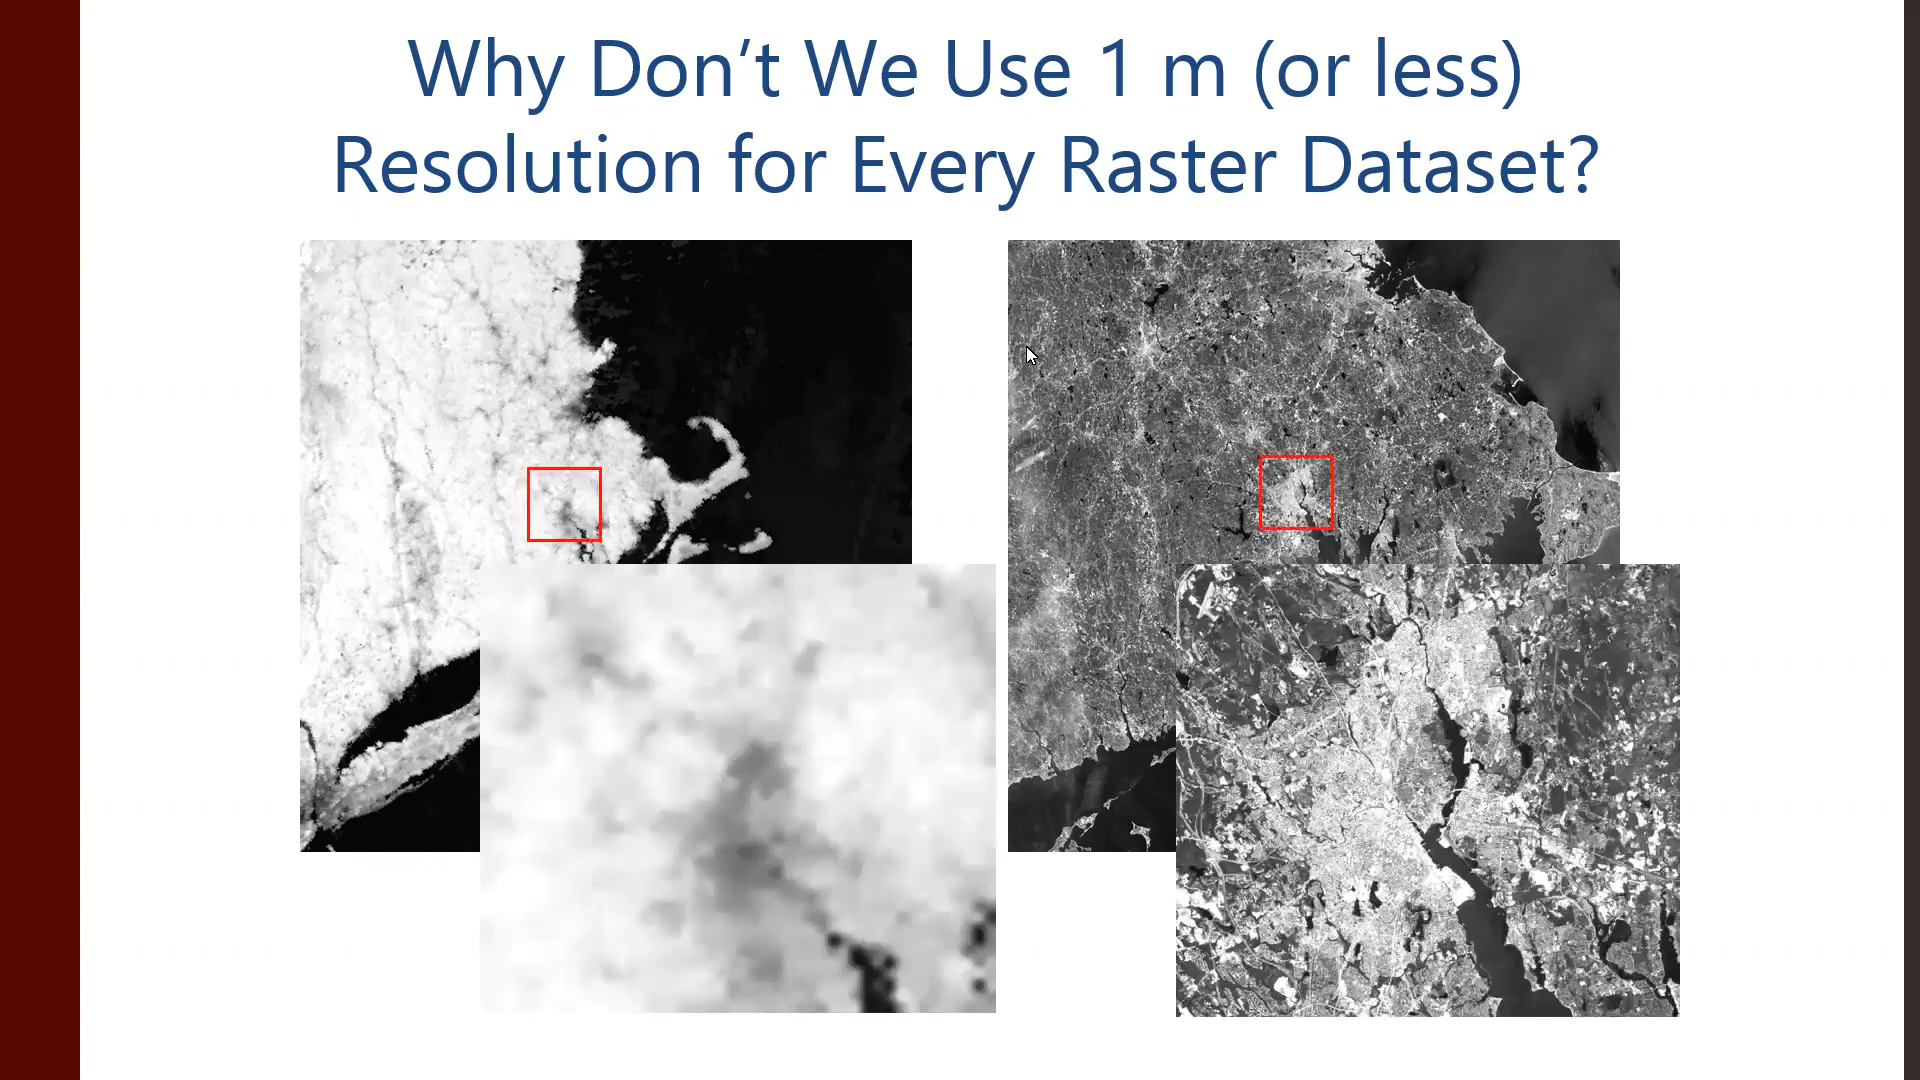 Why Don’t We Use 1 m (or less)
Resolution for Every Raster Dataset?